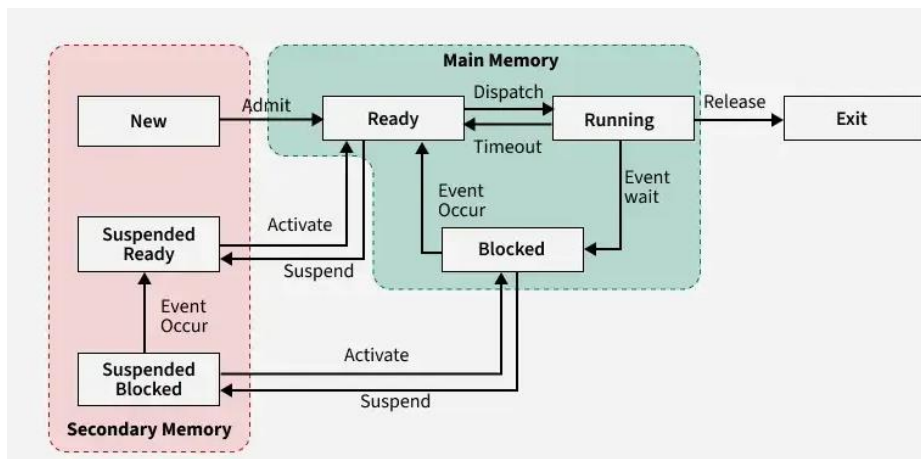 Main Memory
Admit
Dispatch
Release
New
Ready
Running
Exit
Timeout
Event
wait
Event
Occur
Activate
Suspended
Ready
Blocked
Suspend
Event
Occur
Activate
Suspended
Blocked
Suspend
Secondary Memory